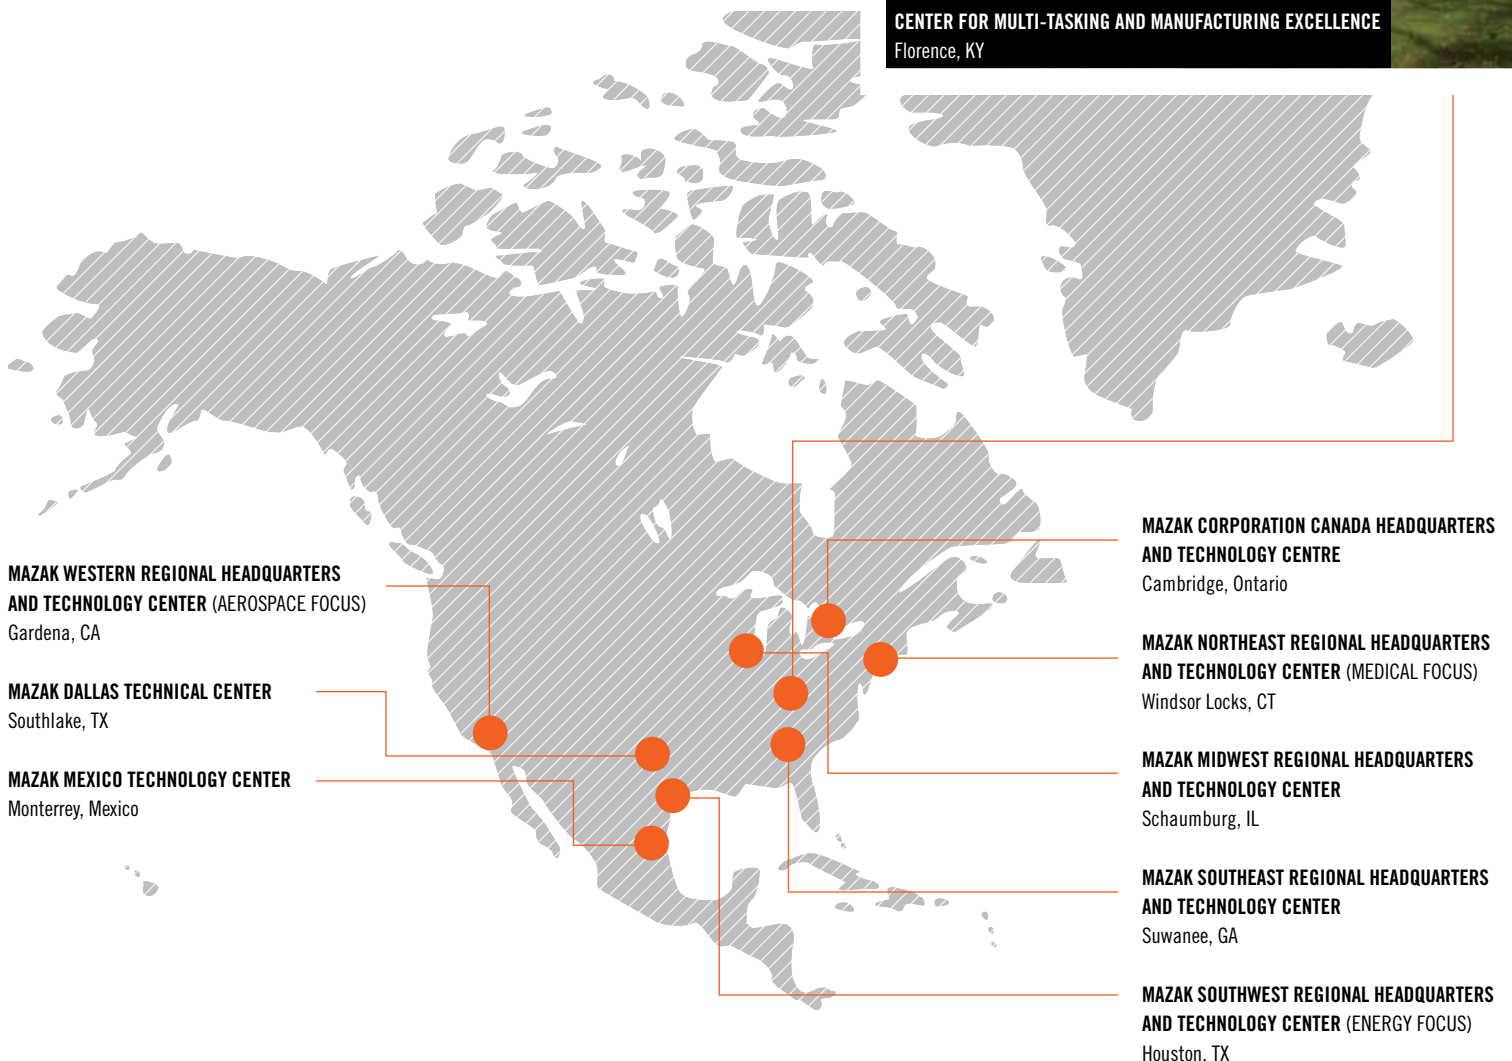 CENTER FOR MULTI-TASKING AND MANUFACTURING EXCELLENCE
Florence, KY
MAZAK WESTERN REGIONAL HEADQUARTERS
AND TECHNOLOGY CENTER (AEROSPACE FOCUS)
Gardena, CA
MAZAK DALLAS TECHNICAL CENTER
Southlake, TX
MAZAK MEXICO TECHNOLOGY CENTER
Monterrey, Mexico
MAZAK CORPORATION CANADA HEADQUARTERS
AND TECHNOLOGY CENTRE
Cambridge, Ontario
MAZAK NORTHEAST REGIONAL HEADQUARTERS
AND TECHNOLOGY CENTER (MEDICAL FOCUS)
Windsor Locks, CT
MAZAK MIDWEST REGIONAL HEADQUARTERS
AND TECHNOLOGY CENTER
Schaumburg, IL
MAZAK SOUTHEAST REGIONAL HEADQUARTERS
AND TECHNOLOGY CENTER
Suwanee, GA
MAZAK SOUTHWEST REGIONAL HEADQUARTERS
AND TECHNOLOGY CENTER (ENERGY FOCUS)
Houston, TX